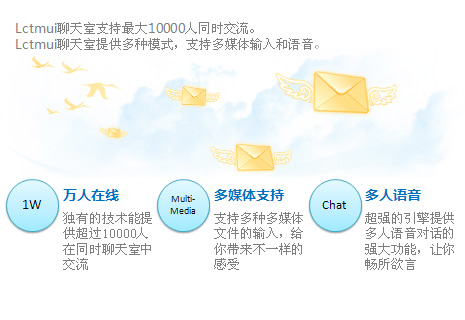 Lctmui聊天室支持最大10000人同时交流。
Lctmui聊天室提供多种模式，支持多媒体输入和语音。
1W
万人在线
独有的技术能提
供超过10000人
在同时聊天室中
交流
Multi-
Media
多媒体支持
支持多种多媒体
文件的输入，给
你带来不一样的
感受
Chat
多人语音
超强的引擎提供
多人语音对话的
强大功能，让你
畅所欲言